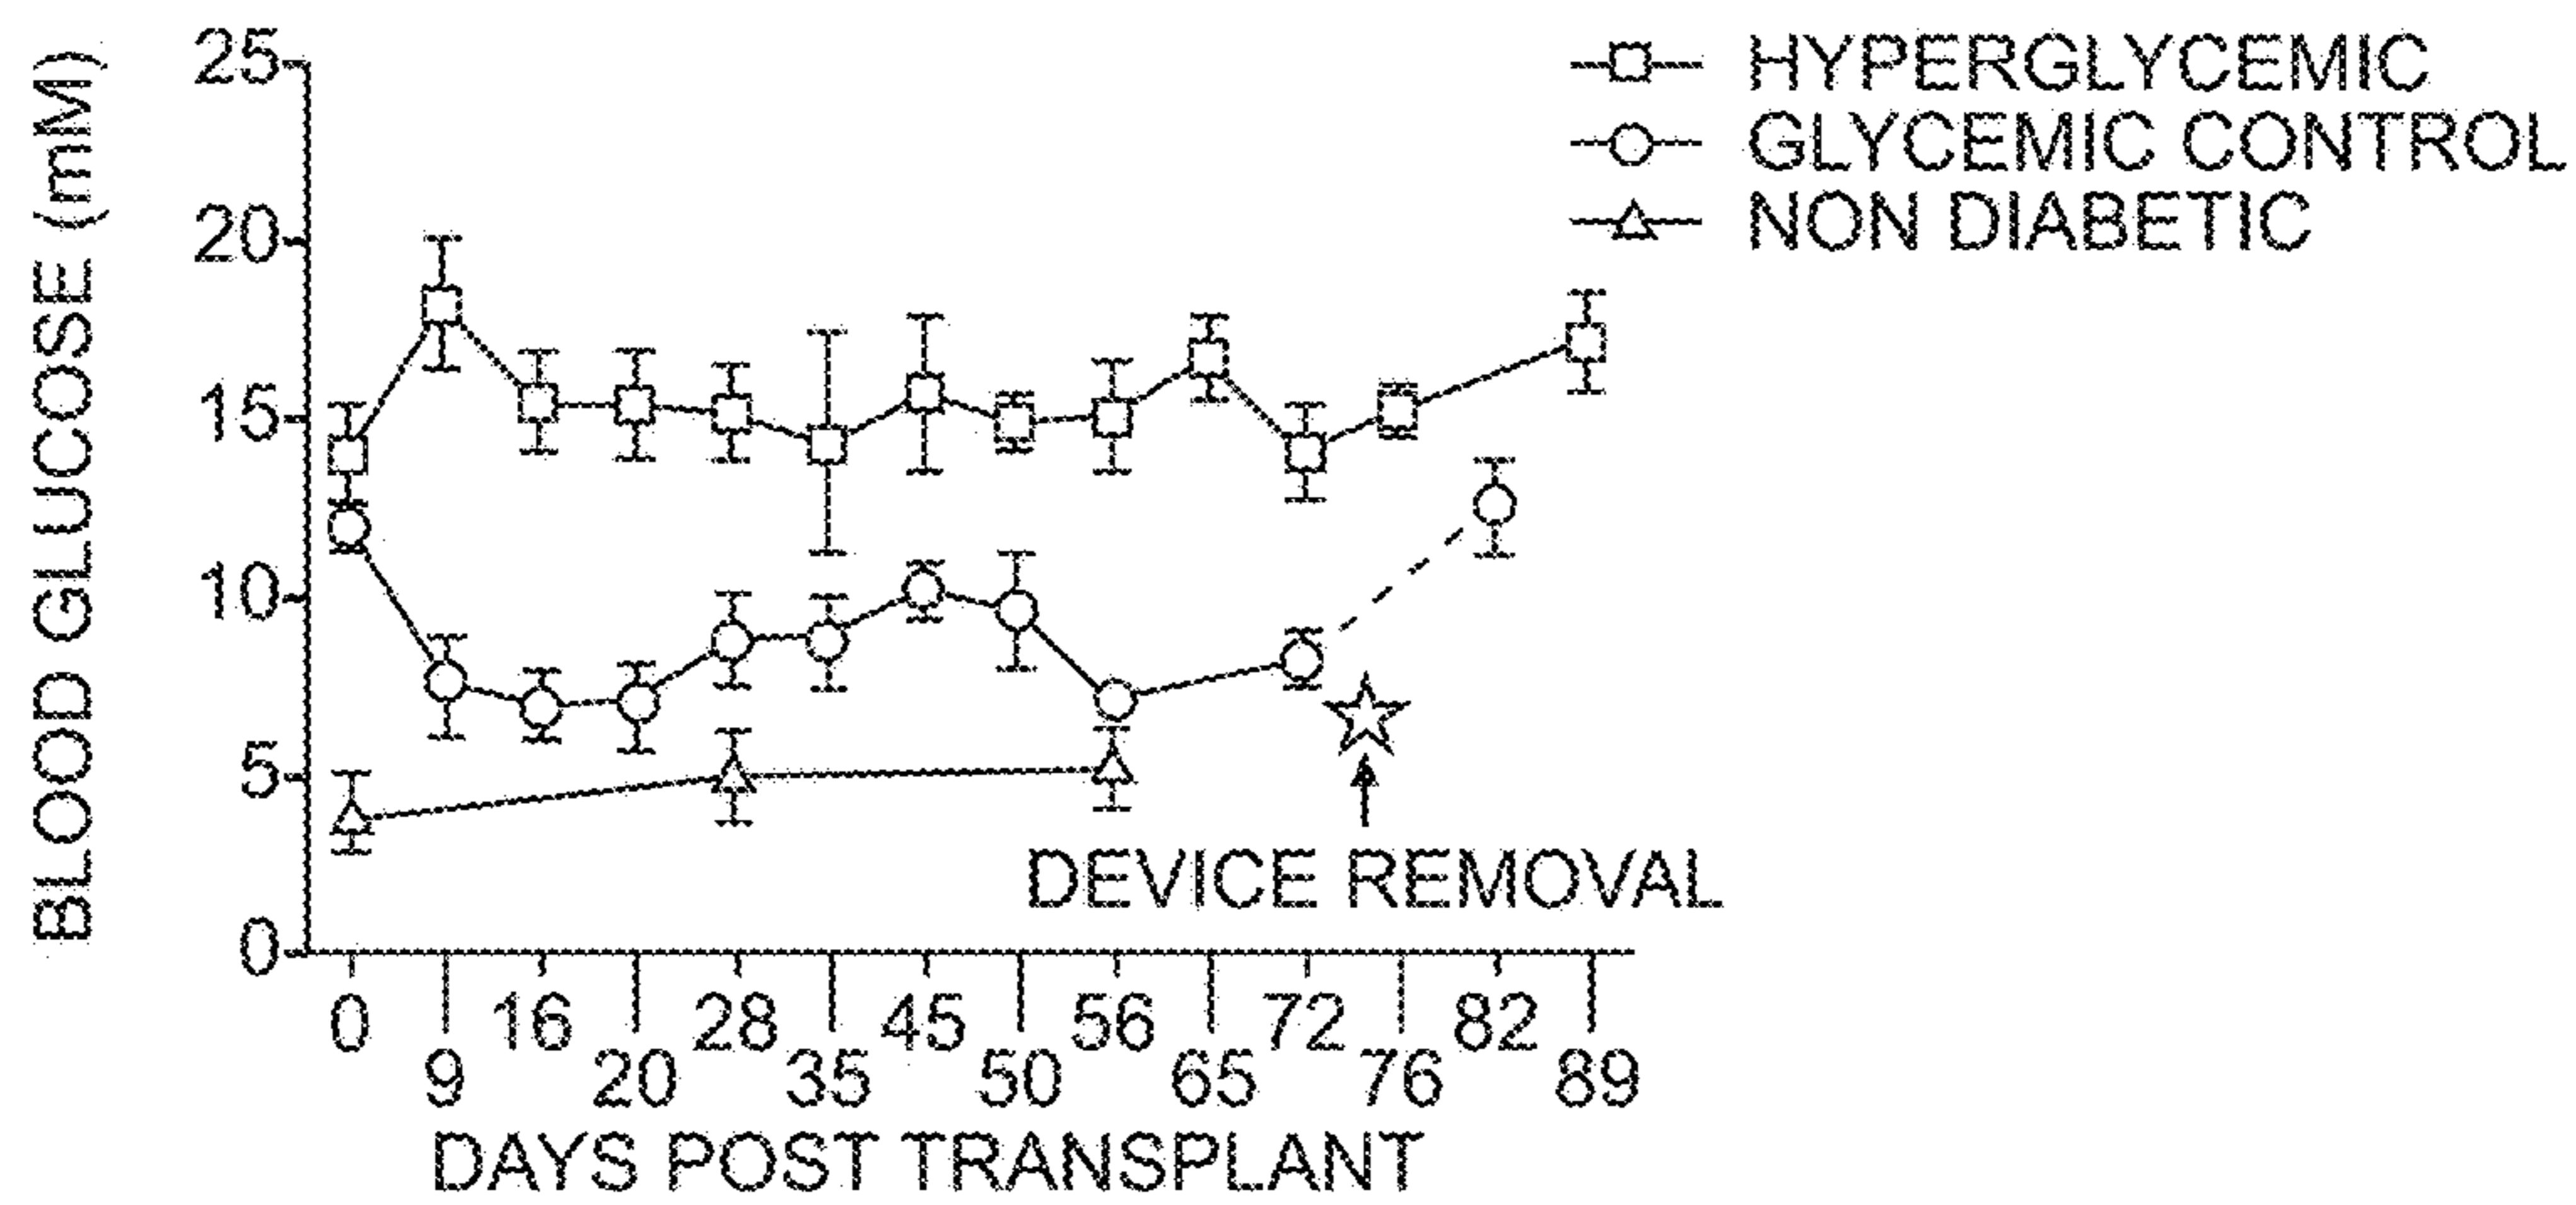 BLOOD GLUCOSE (mM)
25
20
15
10
5
0
HYPERGLYCEMIC
GLYCEMIC CONTROL
NON DIABETIC
DEVICE REMOVAL
0 16 28 45 56 72 82
9 20 35 50 65 76 89
DAYS POST TRANSPLANT